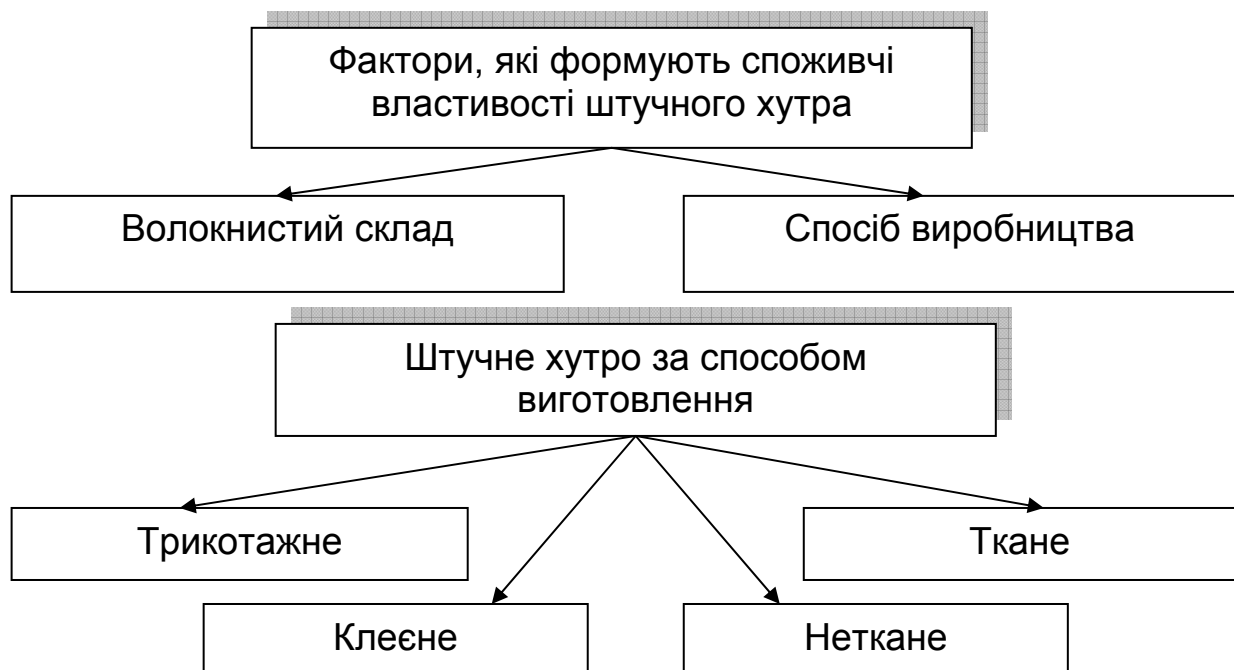 Фактори, які формують споживчі
властивості штучного хутра
Волокнистий склад
Спосіб виробництва
Штучне хутро за способом
виготовлення
Трикотажне
Ткане
Клеєне
Неткане